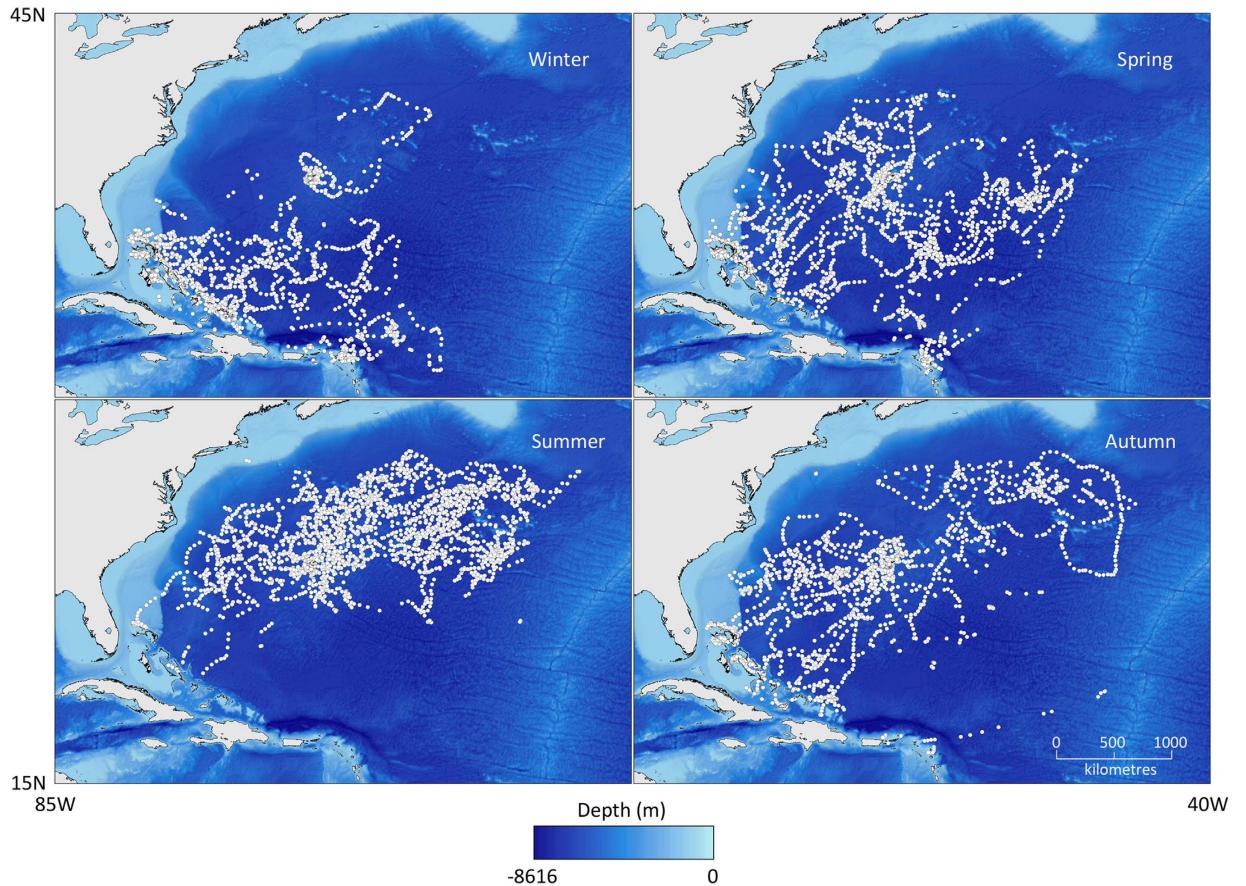 45N
Winter
Spring
Summer
Autumn
0 500 1000
kilometres
15N
85W
40W
Depth (m)
-8616 0